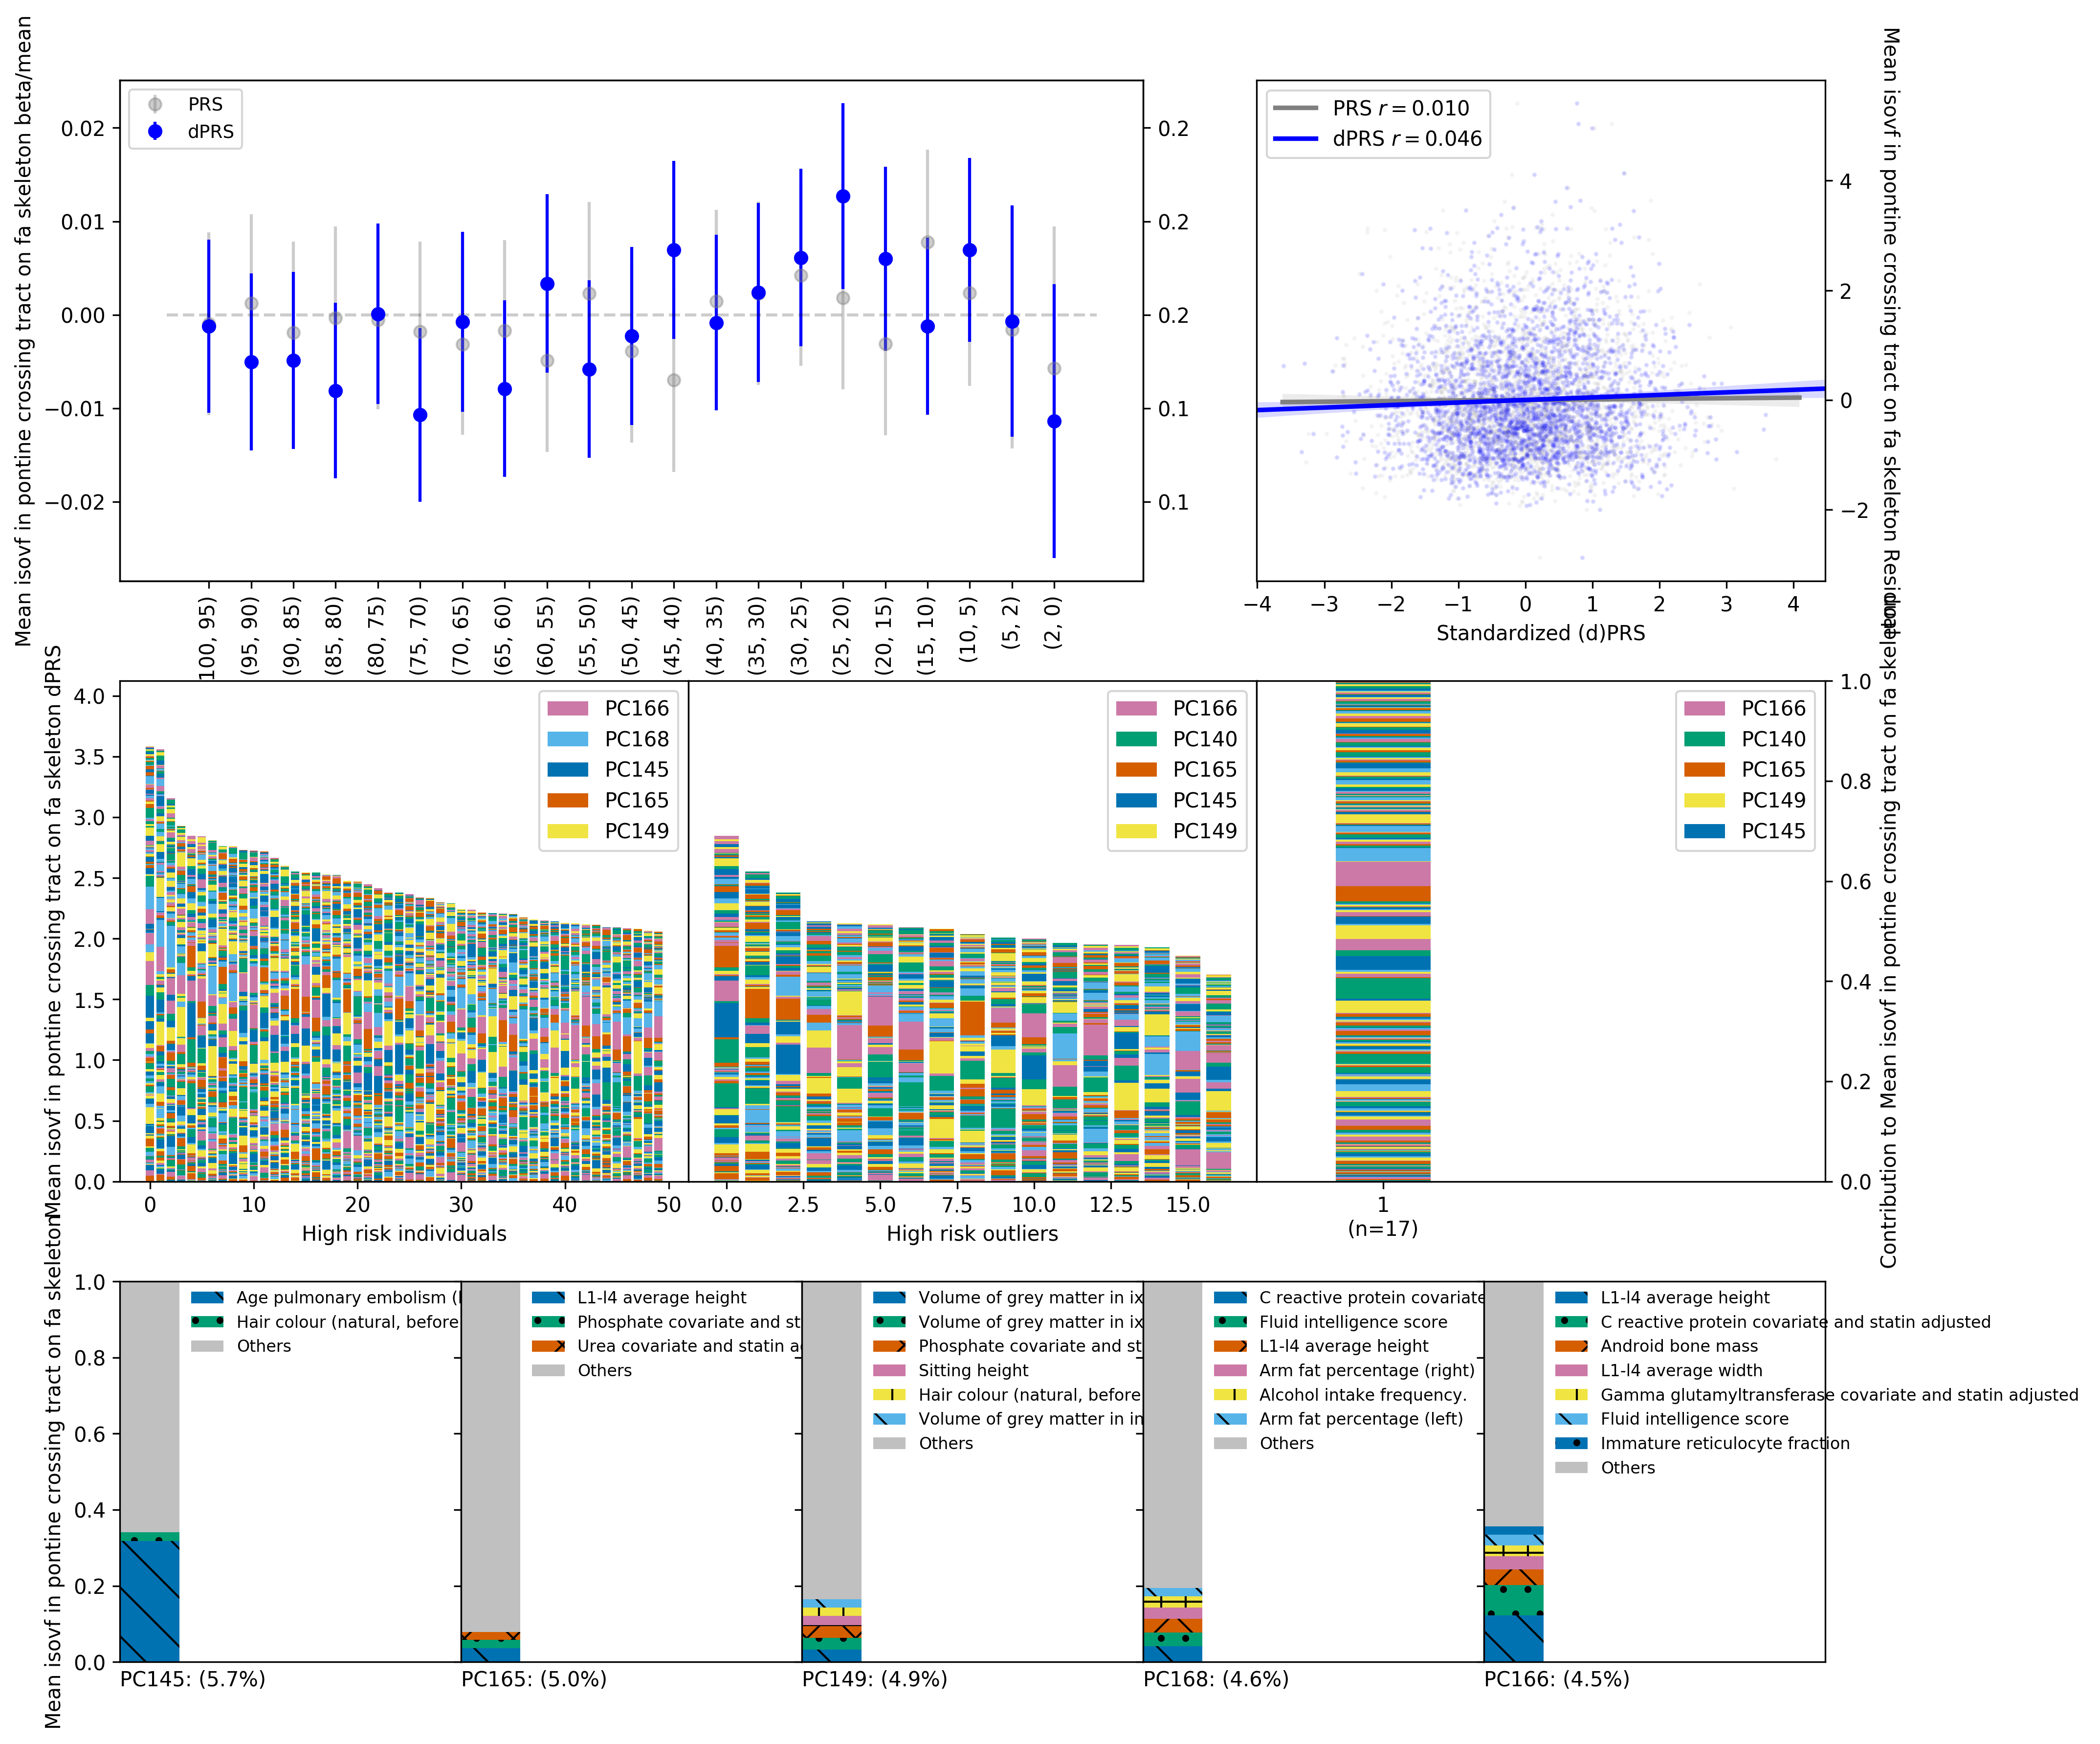 Mean isovf in pontine crossing tract on fa skeleton beta/mean
0.02
0.01
0.00
−0.01
−0.02
PRS
dPRS
0.2
0.2
0.2
0.1
0.1
100, 95)
(95, 90)
(90, 85)
(85, 80)
(80, 75)
(75, 70)
(70, 65)
(65, 60)
(60, 55)
(55, 50)
(50, 45)
(45, 40)
(40, 35)
(35, 30)
(30, 25)
(25, 20)
(20, 15)
(15, 10)
(10, 5)
(5, 2)
(2, 0)
PRS r = 0.010
dPRS r = 0.046
4
2
0
−2
−4 −3 −2 −1 0 1 2 3 4
Standardized (d)PRS
Mean isovf in pontine crossing tract on fa skeleton Residual
Mean isovf in pontine crossing tract on fa skeleton dPRS
4.0
3.5
3.0
2.5
2.0
1.5
1.0
0.5
0.0
PC166
PC168
PC145
PC165
PC149
0 10 20 30 40 50
High risk individuals
PC166
PC140
PC165
PC145
PC149
0.0 2.5 5.0 7.5 10.0 12.5 15.0
High risk outliers
PC166
PC140
PC165
PC149
PC145
1
(n=17)
1.0
0.8
0.6
0.4
0.2
0.0
Contribution to Mean isovf in pontine crossing tract on fa skeleton
Mean isovf in pontine crossing tract on fa skeleton
1.0
0.8
0.6
0.4
0.2
0.0
Age pulmonary embolism (
Hair colour (natural, before
Others
PC145: (5.7%)
L1-l4 average height
Phosphate covariate and st
Urea covariate and statin a
Others
PC165: (5.0%)
Volume of grey matter in ix
Volume of grey matter in ix
Phosphate covariate and st
Sitting height
Hair colour (natural, before
Volume of grey matter in in
Others
PC149: (4.9%)
C reactive protein covariate
Fluid intelligence score
L1-l4 average height
Arm fat percentage (right)
Alcohol intake frequency.
Arm fat percentage (left)
Others
PC168: (4.6%)
L1-l4 average height
C reactive protein covariate and statin adjusted
Android bone mass
L1-l4 average width
Gamma glutamyltransferase covariate and statin adjusted
Fluid intelligence score
Immature reticulocyte fraction
Others
PC166: (4.5%)